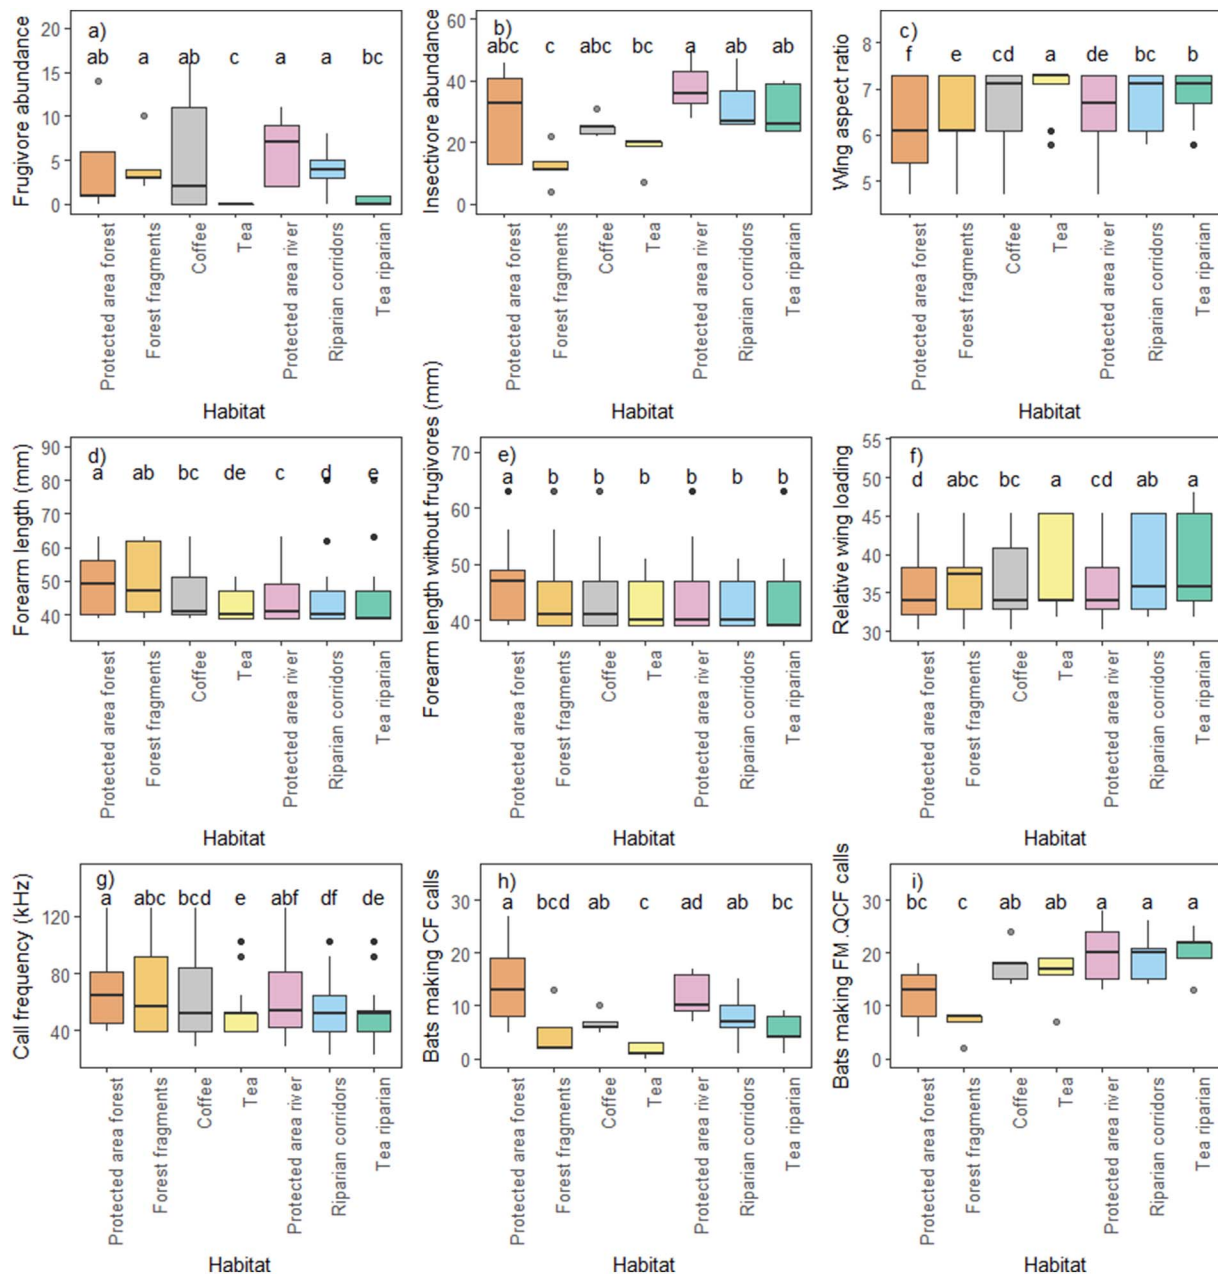 a)
ab a ab c a a bc
Frugivore abundance
20
15
10
5
0
Protected area forest
Forest fragments
Coffee
Tea
Protected area river
Riparian corridors
Tea riparian
Habitat
b)
abc c abc bc a ab ab
Insectivore abundance
60
40
20
0
Protected area forest
Forest fragments
Coffee
Tea
Protected area river
Riparian corridors
Tea riparian
Habitat
c)
f e cd a de bc b
Wing aspect ratio
8
7
6
5
Protected area forest
Forest fragments
Coffee
Tea
Protected area river
Riparian corridors
Tea riparian
Habitat
d)
a ab bc de c d e
Forearm length (mm)
90
80
70
60
50
40
Protected area forest
Forest fragments
Coffee
Tea
Protected area river
Riparian corridors
Tea riparian
Habitat
e)
a b b b b b b
Forearm length without frugivores (mm)
70
60
50
40
Protected area forest
Forest fragments
Coffee
Tea
Protected area river
Riparian corridors
Tea riparian
Habitat
f)
d abc bc a cd ab a
Relative wing loading
55
50
45
40
35
30
Protected area forest
Forest fragments
Coffee
Tea
Protected area river
Riparian corridors
Tea riparian
Habitat
g)
a abc bcd e abf df de
Call frequency (kHz)
120
80
40
Protected area forest
Forest fragments
Coffee
Tea
Protected area river
Riparian corridors
Tea riparian
Habitat
h)
a bcd ab c ad ab bc
Bats making CF calls
30
20
10
0
Protected area forest
Forest fragments
Coffee
Tea
Protected area river
Riparian corridors
Tea riparian
Habitat
i)
bc c ab ab a a a
Bats making FM.QCF calls
30
20
10
0
Protected area forest
Forest fragments
Coffee
Tea
Protected area river
Riparian corridors
Tea riparian
Habitat